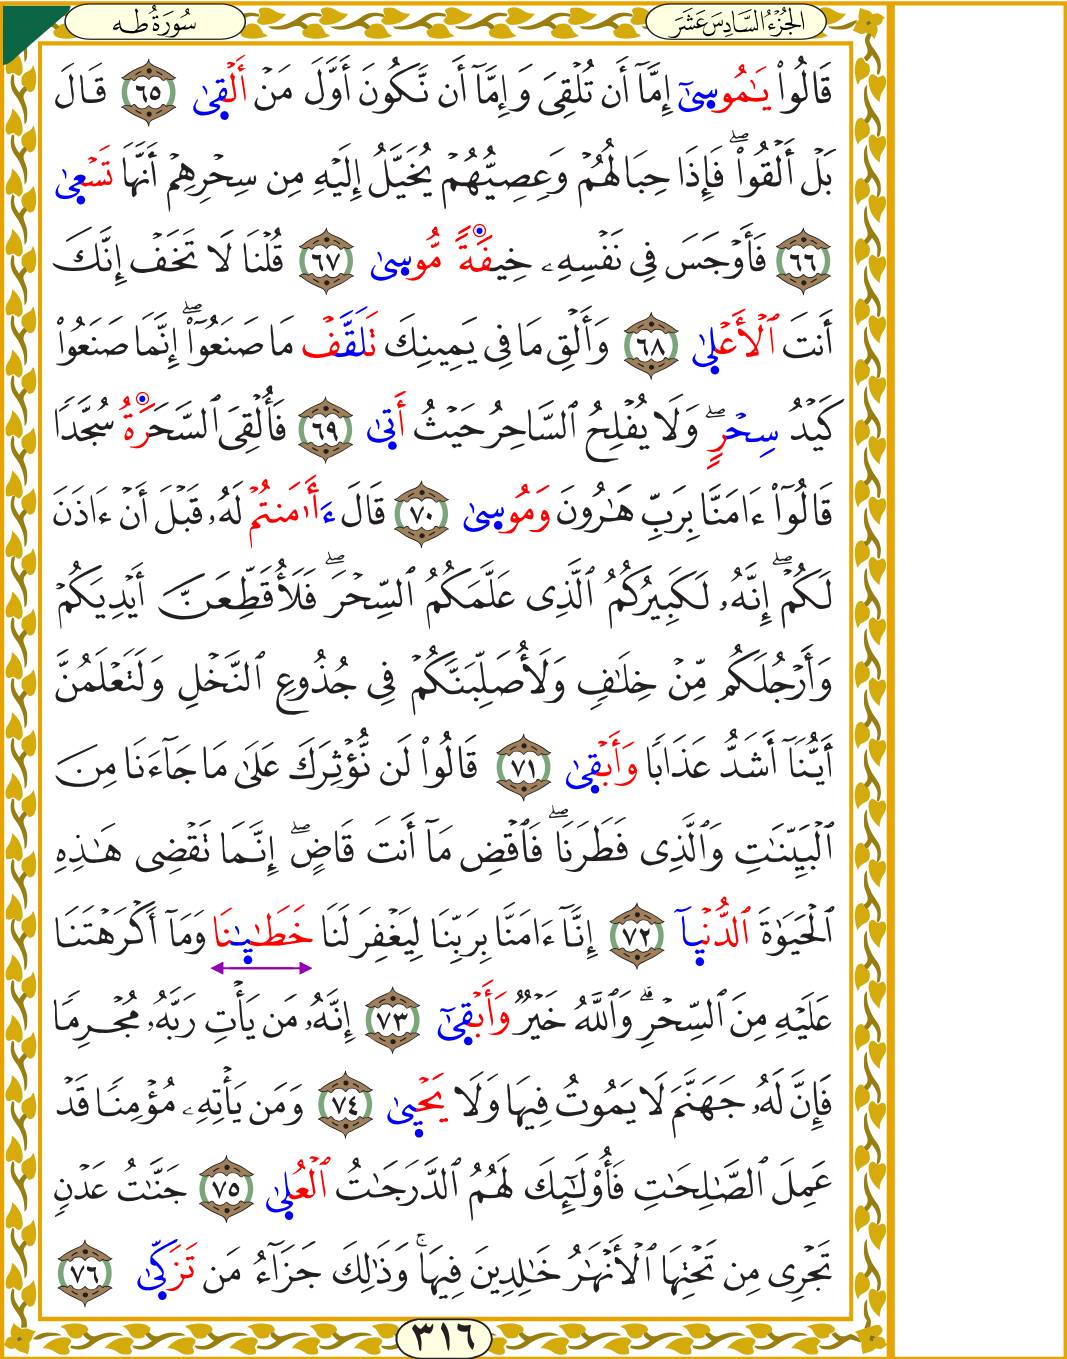 الجُزْءُ السَّادِسَ عَشَرَ
سُورَةُ طه
قَالُواْ يَٰمُوسِىٰٓ إِمَّآ أَن تُلْقِىَ وَإِمَّآ أَن نَّكُونَ أَوَّلَ مَنْ أَلْقِىٰ ٦٥ قَالَ
بَلْ أَلْقُواْۖ فَإِذَا حِبَالُهُمْ وَعِصِيُّهُمْ يُخَيَّلُ إِلَيْهِ مِن سِحْرِهِمْ أَنَّهَا تَسْعِىٰ
٦٦ فَأَوْجَسَ فِى نَفْسِهِۦ خِيفَةً مُّوسِىٰ ٦٧ قُلْنَا لَا تَخَفْ إِنَّكَ
أَنتَ ٱلْأَعْلِىٰ ٦٨ وَأَلْقِ مَا فِى يَمِينِكَ تَلَقَّفْ مَا صَنَعُوٓاْۖ إِنَّمَا صَنَعُواْ
كَيْدُ سِحْرٍۖ وَلَا يُفْلِحُ ٱلسَّاحِرُ حَيْثُ أَتِىٰ ٦٩ فَأُلْقِىَ ٱلسَّحَرَةُ سُجَّدًا
قَالُوٓاْ ءَامَنَّا بِرَبِّ هَٰرُونَ وَمُوسِىٰ ٧٠ قَالَ ءَأَٰمَنتُمْ لَهُۥ قَبْلَ أَنْ ءَاذَنَ
لَكُمْۖ إِنَّهُۥ لَكَبِيرُكُمُ ٱلَّذِى عَلَّمَكُمُ ٱلسِّحْرَۖ فَلَأُقَطِّعَنَّ أَيْدِيَكُمْ
وَأَرْجُلَكُم مِّنْ خِلَٰفٍ وَلَأُصَلِّبَنَّكُمْ فِى جُذُوعِ ٱلنَّخْلِ وَلَتَعْلَمُنَّ
أَيُّنَآ أَشَدُّ عَذَابًا وَأَبْقِىٰ ٧١ قَالُواْ لَن نُّؤْثِرَكَ عَلَىٰ مَا جَآءَنَا مِنَ
ٱلْبَيِّنَٰتِ وَٱلَّذِى فَطَرَنَاۖ فَٱقْضِ مَآ أَنتَ قَاضٍۖ إِنَّمَا تَقْضِى هَٰذِهِ
ٱلْحَيَوٰةَ ٱلدُّنْيِآ ٧٢ إِنَّآ ءَامَنَّا بِرَبِّنَا لِيَغْفِرَ لَنَا خَطَٰيِٰنَا وَمَآ أَكْرَهْتَنَا
عَلَيْهِ مِنَ ٱلسِّحْرِۗ وَٱللَّهُ خَيْرٌ وَأَبْقِىٰٓ ٧٣ إِنَّهُۥ مَن يَأْتِ رَبَّهُۥ مُجْرِمًا
فَإِنَّ لَهُۥ جَهَنَّمَ لَا يَمُوتُ فِيهَا وَلَا يَحْيِىٰ ٧٤ وَمَن يَأْتِهِۦ مُؤْمِنًا قَدْ
عَمِلَ ٱلصَّٰلِحَٰتِ فَأُوْلَٰٓئِكَ لَهُمُ ٱلدَّرَجَٰتُ ٱلْعُلِىٰ ٧٥ جَنَّٰتُ عَدْنٍ
تَجْرِى مِن تَحْتِهَا ٱلْأَنْهَٰرُ خَٰلِدِينَ فِيهَاۚ وَذَٰلِكَ جَزَآءُ مَن تَزَكِّىٰ ٧٦
٣١٦